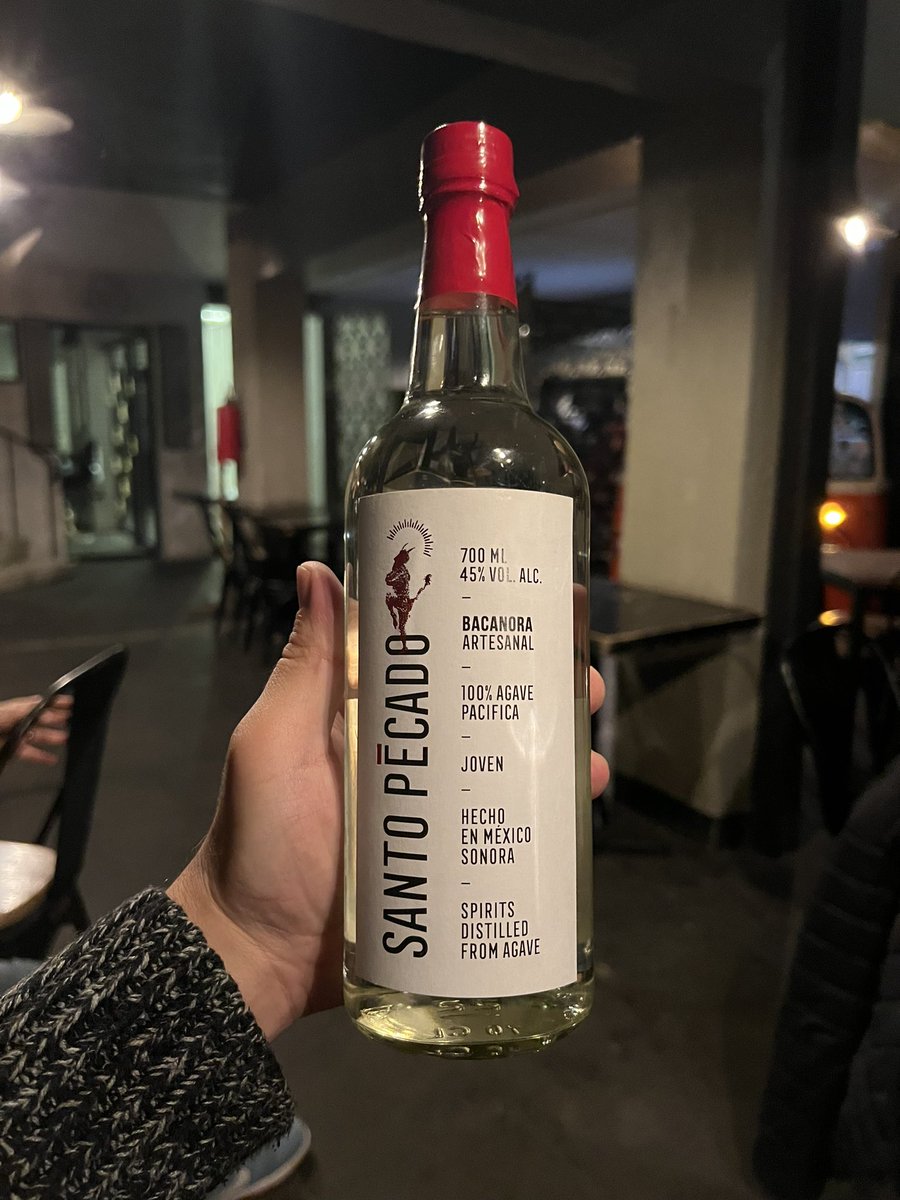 SANTO PĒCADO
700 ML
45% VOL. ALC.
–
BACANORA
ARTESANAL
–
100% AGAVE
PACIFICA
–
JOVEN
–
HECHO
EN MÉXICO
SONORA
–
SPIRITS
DISTILLED
FROM AGAVE